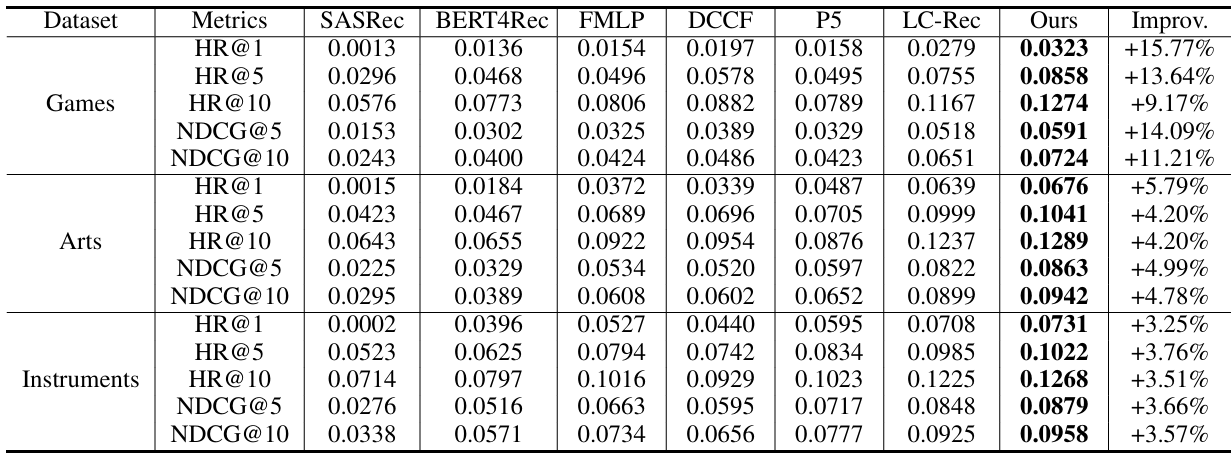 Dataset Metrics SASRec BERT4Rec FMLP DCCF P5 LC-Rec Ours Improv.
HR@1 0.0013 0.0136 0.0154 0.0197 0.0158 0.0279 0.0323 +15.77%
HR@5 0.0296 0.0468 0.0496 0.0578 0.0495 0.0755 0.0858 +13.64%
Games HR@10 0.0576 0.0773 0.0806 0.0882 0.0789 0.1167 0.1274 +9.17%
NDCG@5 0.0153 0.0302 0.0325 0.0389 0.0329 0.0518 0.0591 +14.09%
NDCG@10 0.0243 0.0400 0.0424 0.0486 0.0423 0.0651 0.0724 +11.21%
HR@1 0.0015 0.0184 0.0372 0.0339 0.0487 0.0639 0.0676 +5.79%
HR@5 0.0423 0.0467 0.0689 0.0696 0.0705 0.0999 0.1041 +4.20%
Arts HR@10 0.0643 0.0655 0.0922 0.0954 0.0876 0.1237 0.1289 +4.20%
NDCG@5 0.0225 0.0329 0.0534 0.0520 0.0597 0.0822 0.0863 +4.99%
NDCG@10 0.0295 0.0389 0.0608 0.0602 0.0652 0.0899 0.0942 +4.78%
HR@1 0.0002 0.0396 0.0527 0.0440 0.0595 0.0708 0.0731 +3.25%
HR@5 0.0523 0.0625 0.0794 0.0742 0.0834 0.0985 0.1022 +3.76%
Instruments HR@10 0.0714 0.0797 0.1016 0.0929 0.1023 0.1225 0.1268 +3.51%
NDCG@5 0.0276 0.0516 0.0663 0.0595 0.0717 0.0848 0.0879 +3.66%
NDCG@10 0.0338 0.0571 0.0734 0.0656 0.0777 0.0925 0.0958 +3.57%